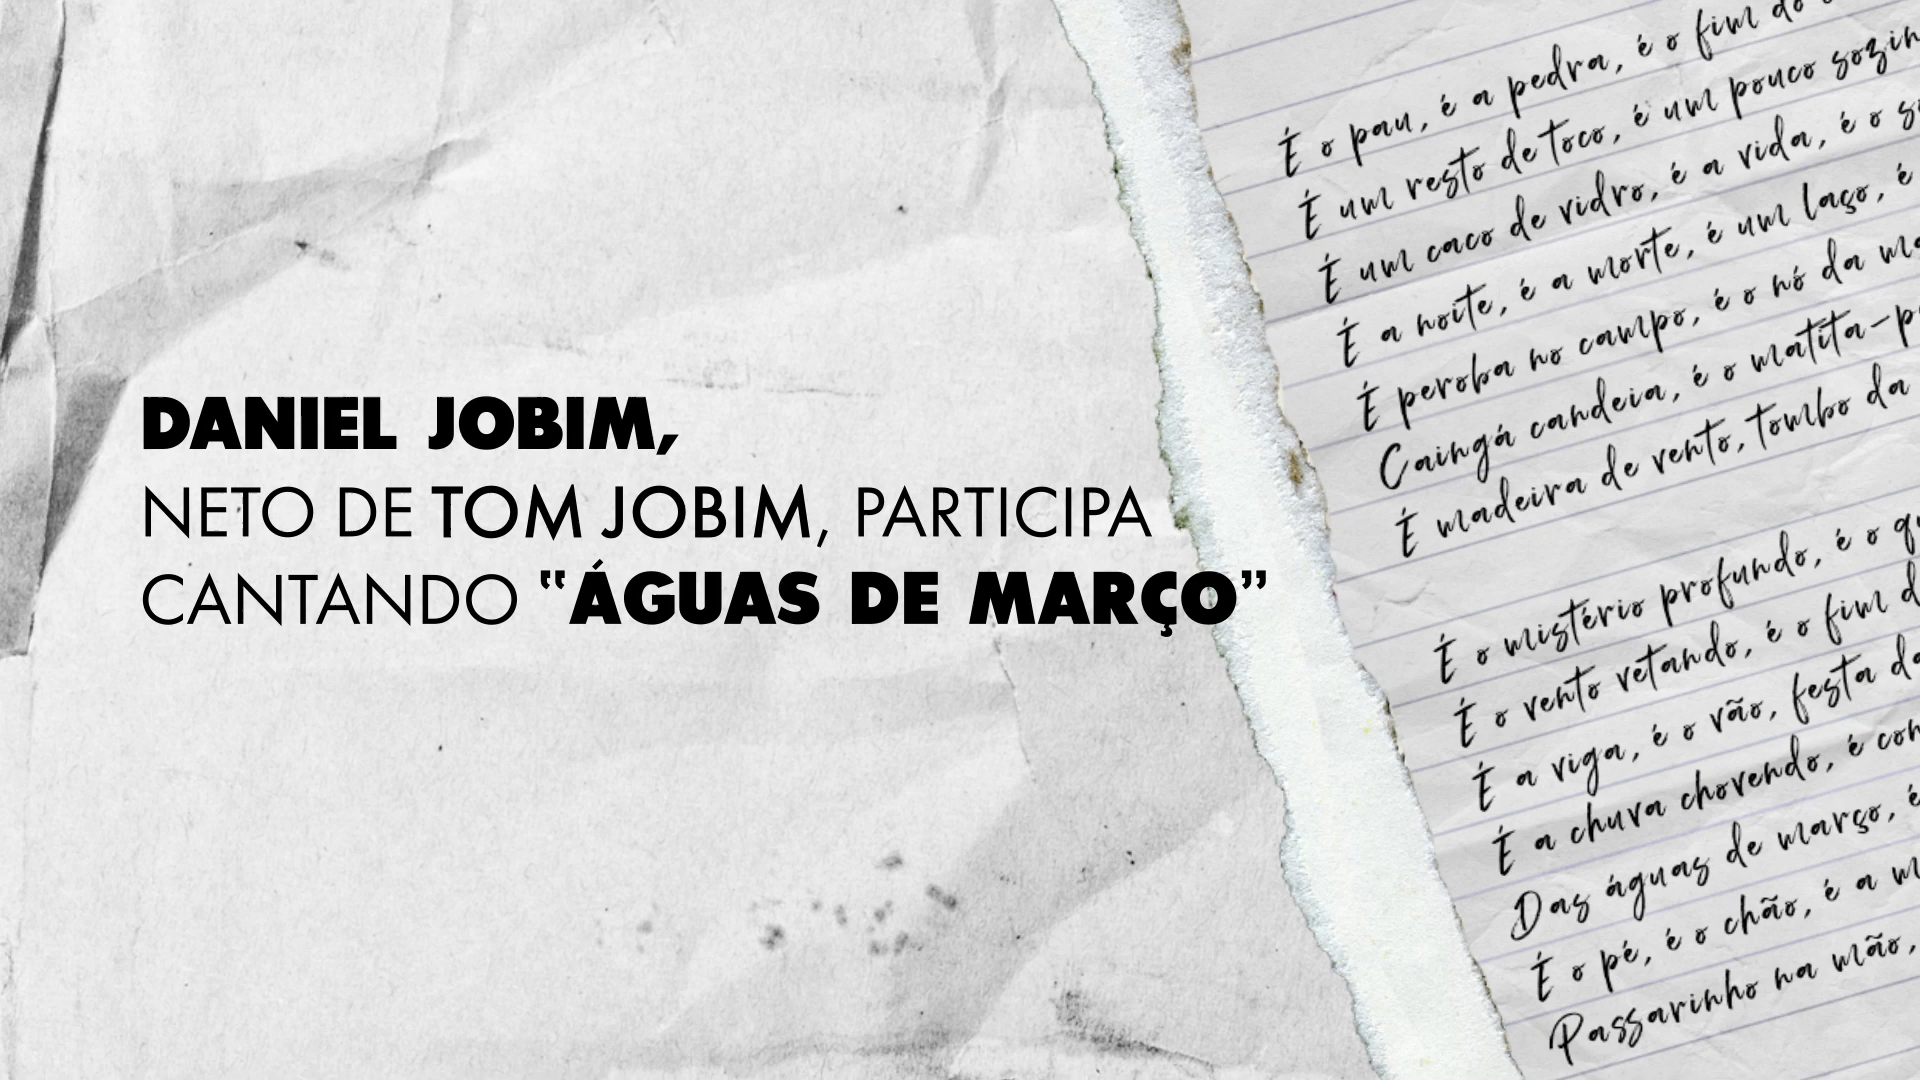 DANIEL JOBIM,
NETO DE TOM JOBIM, PARTICIPA
CANTANDO "ÁGUAS DE MARÇO"
É o pau, é a pedra, é o fim do
É um resto de toco, é um pouco
É um caco de vidro, é a vida, é o
É a noite, é a morte, é um laço, é
É peroba no campo, é o nó da
Caingá candeia, é o
É madeira de vento, tombo da
É o mistério profundo, é o
É o vento vetando, é o fim
É a viga, é o vão, festa
É a chuva chovendo, é
Das águas de março, é
É o pé, é o chão, é a
Passarinho na mão,